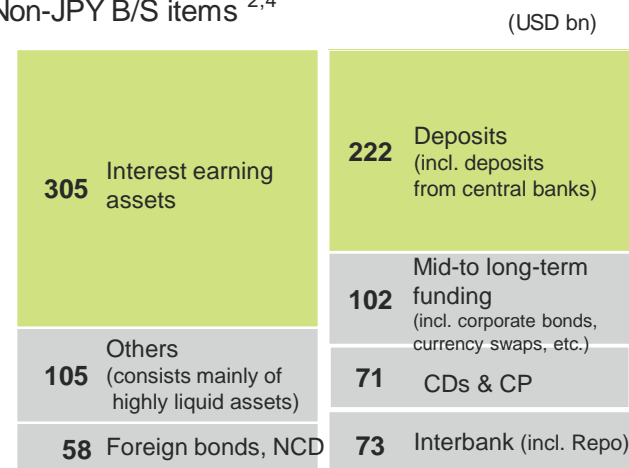 Non-JPY B/S items 2,4
(USD bn)
305 Interest earning
assets
105 Others
(consists mainly of
highly liquid assets)
58 Foreign bonds, NCD
222 Deposits
(incl. deposits
from central banks)
102 Mid-to long-term
funding
(incl. corporate bonds,
currency swaps, etc.)
71 CDs & CP
73 Interbank (incl. Repo)